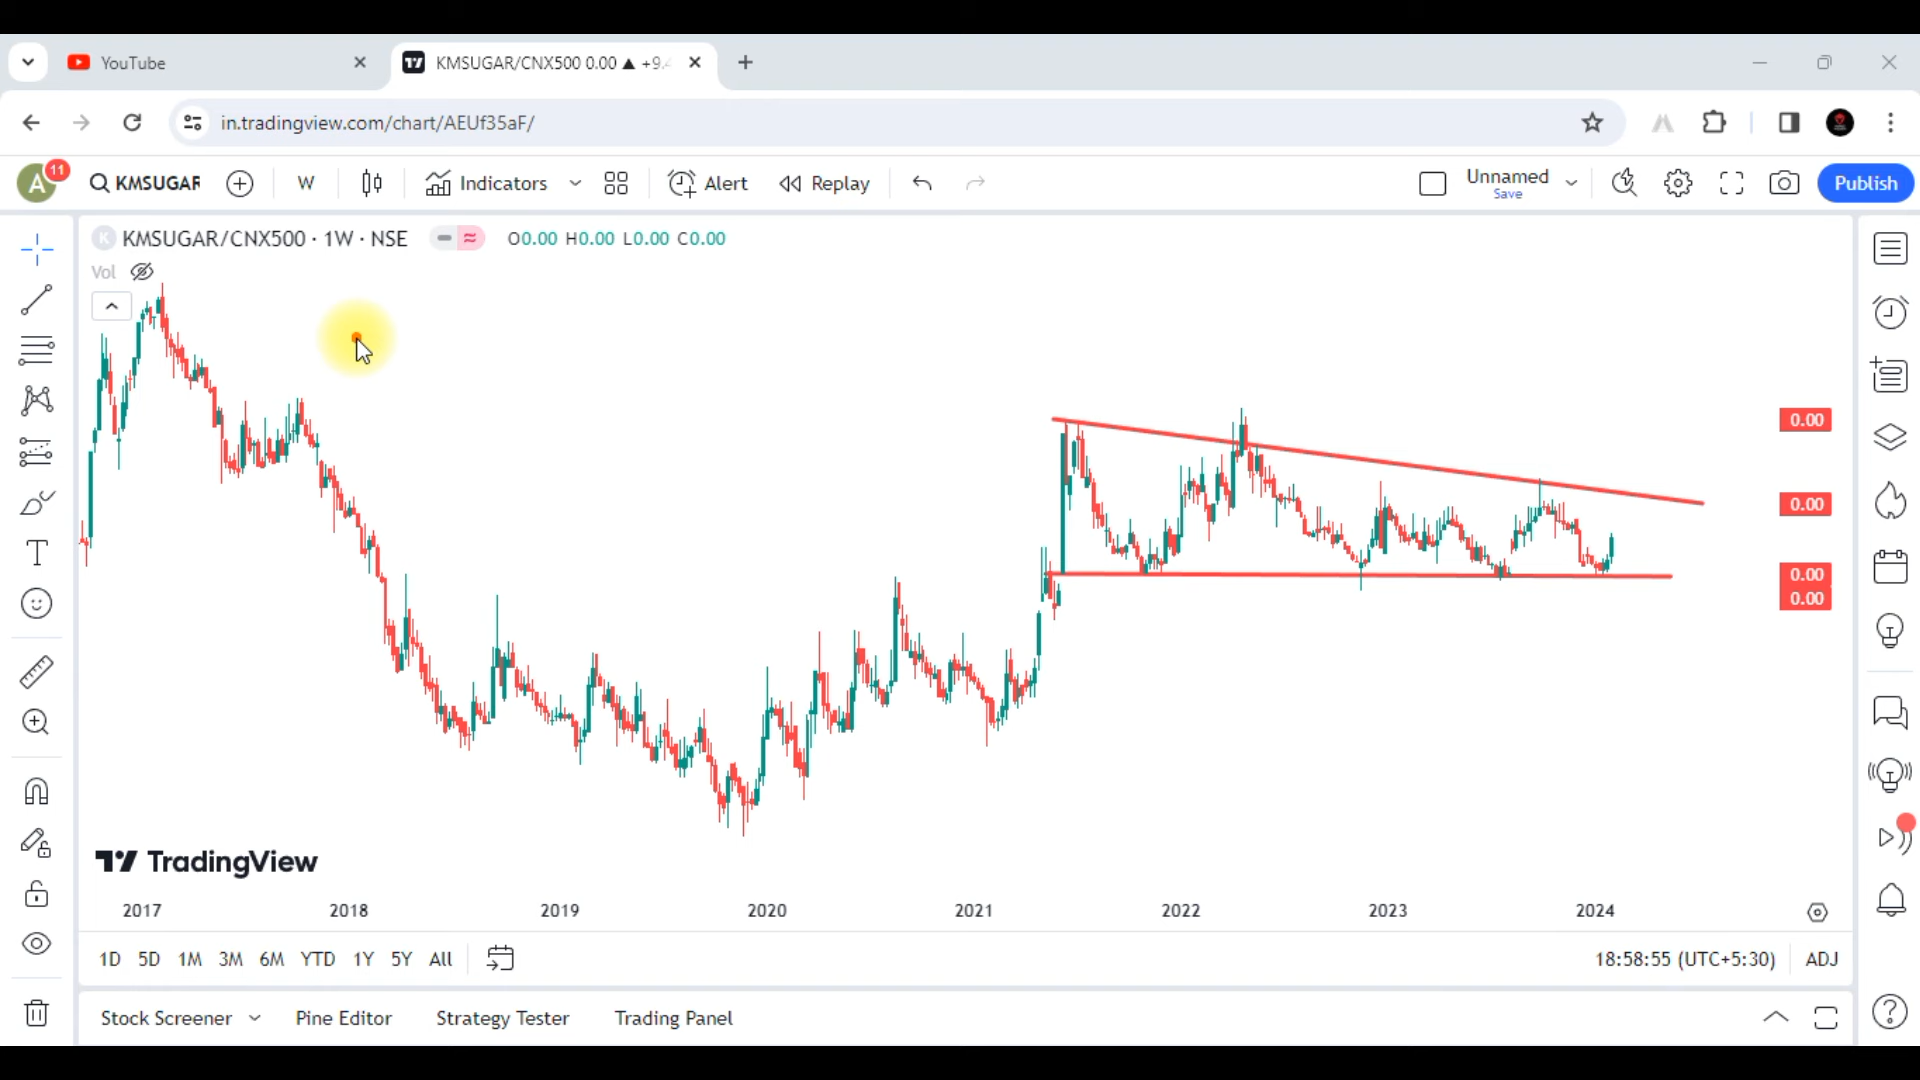 YouTube
KMSUGAR/CNX500 0.00 ▲ +9.
in.tradingview.com/chart/AEUf35aF/
A 11 KMSUGAR W Indicators Alert Replay Unnamed Save Publish
K KMSUGAR/CNX500 · 1W · NSE O0.00 H0.00 L0.00 C0.00
Vol
0.00
0.00
0.00
0.00
TradingView
2017 2018 2019 2020 2021 2022 2023 2024
1D 5D 1M 3M 6M YTD 1Y 5Y All 18:58:55 (UTC+5:30) ADJ
Stock Screener Pine Editor Strategy Tester Trading Panel